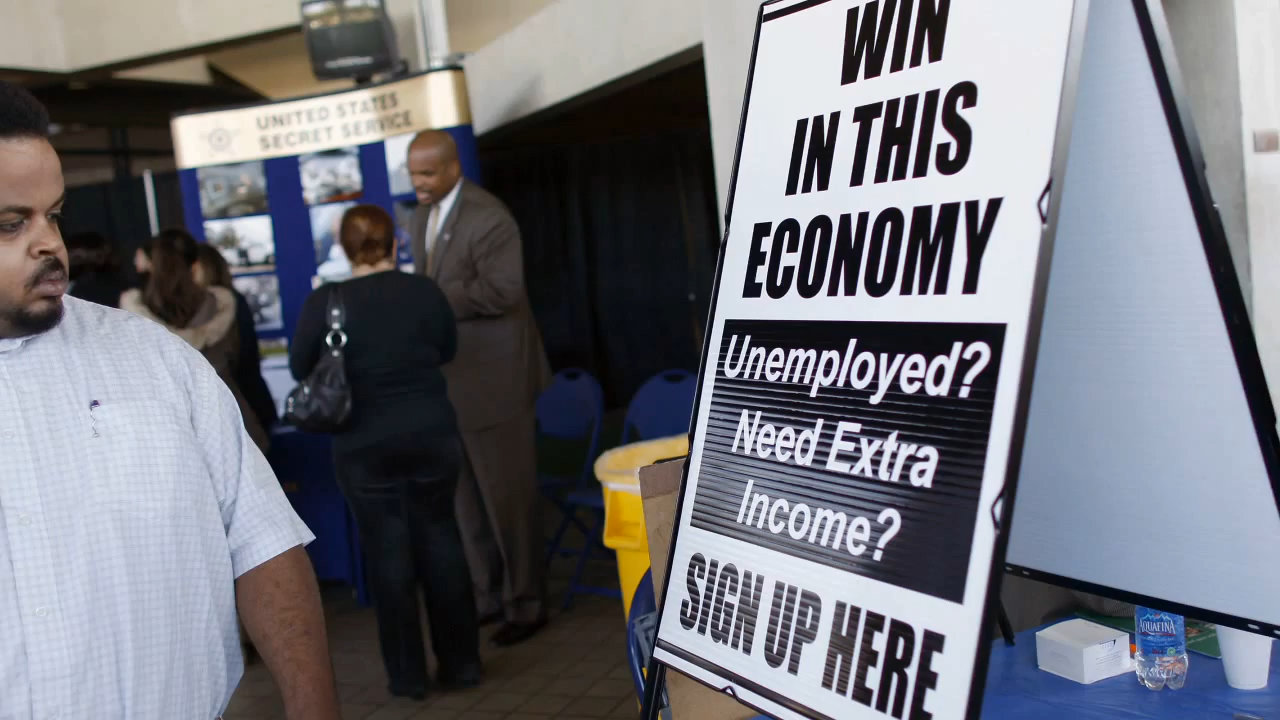 UNITED STATES
SECRET SERVICE
WIN
IN THIS
ECONOMY
Unemployed?
Need Extra
Income?
SIGN UP HERE
AQUAFINA